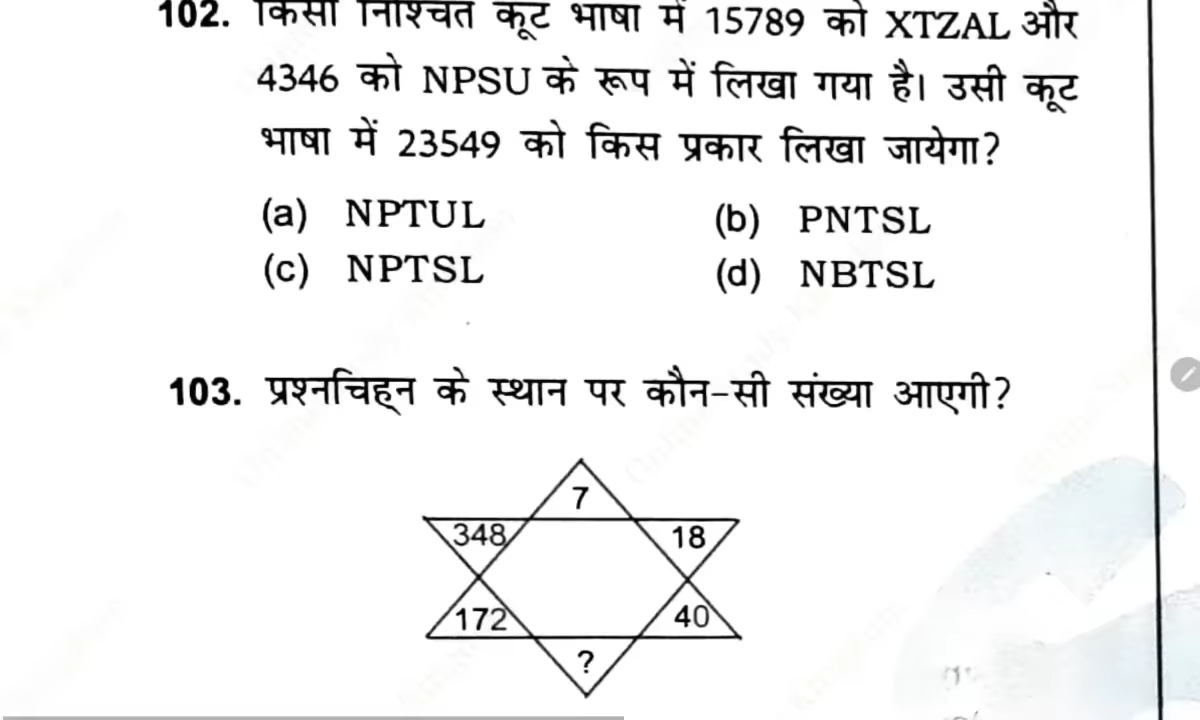 102. किसी निश्चित कूट भाषा में 15789 को XTZAL और
4346 को NPSU के रूप में लिखा गया है। उसी कूट
भाषा में 23549 को किस प्रकार लिखा जायेगा?
(a) NPTUL (b) PNTSL
(c) NPTSL (d) NBTSL
103. प्रश्नचिह्न के स्थान पर कौन-सी संख्या आएगी?
7
348 18
172 40
?